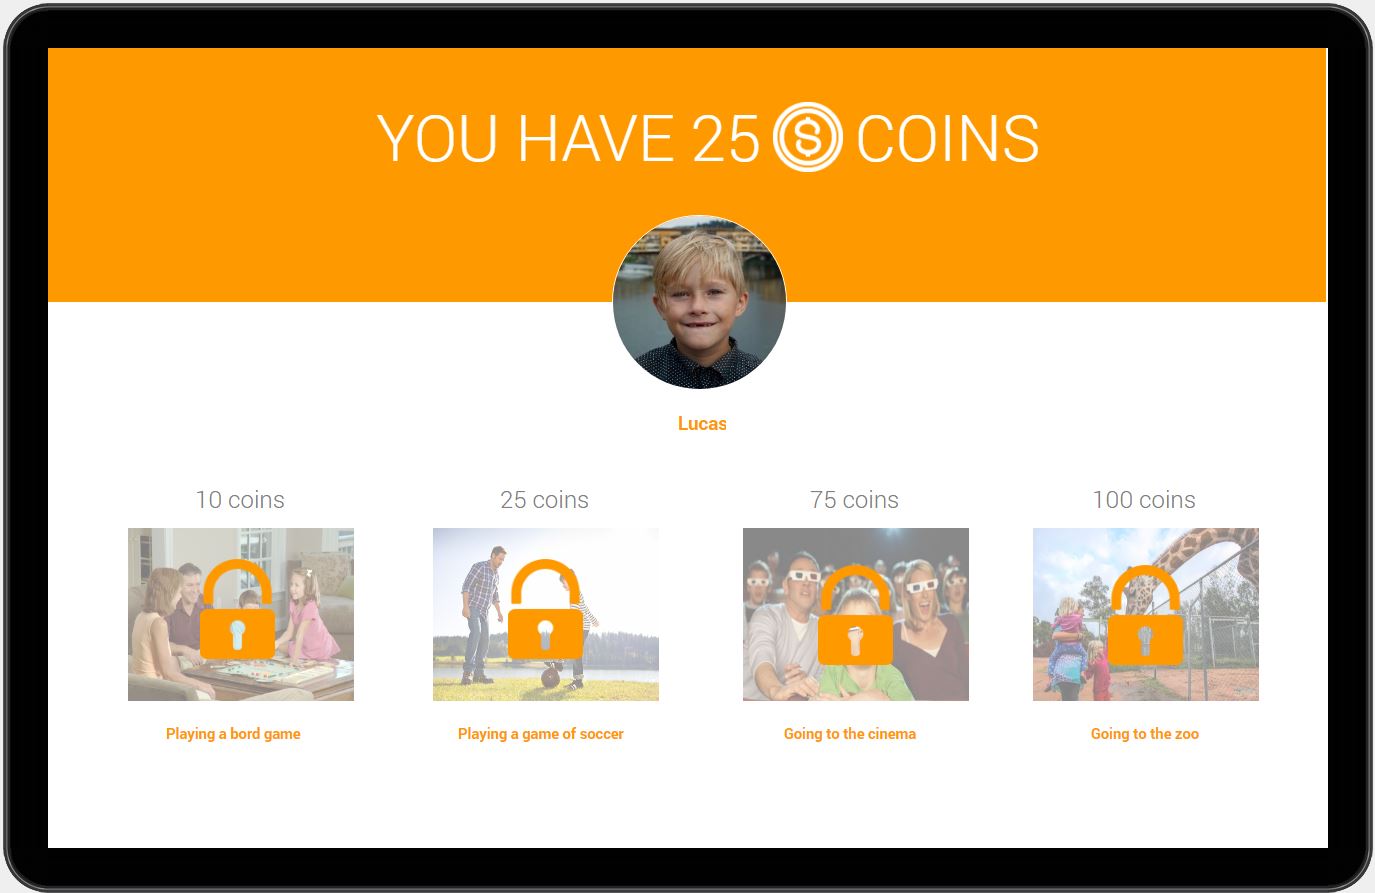 YOU HAVE 25 COINS
Lucas
10 coins
25 coins
75 coins
100 coins
Playing a bord game
Playing a game of soccer
Going to the cinema
Going to the zoo